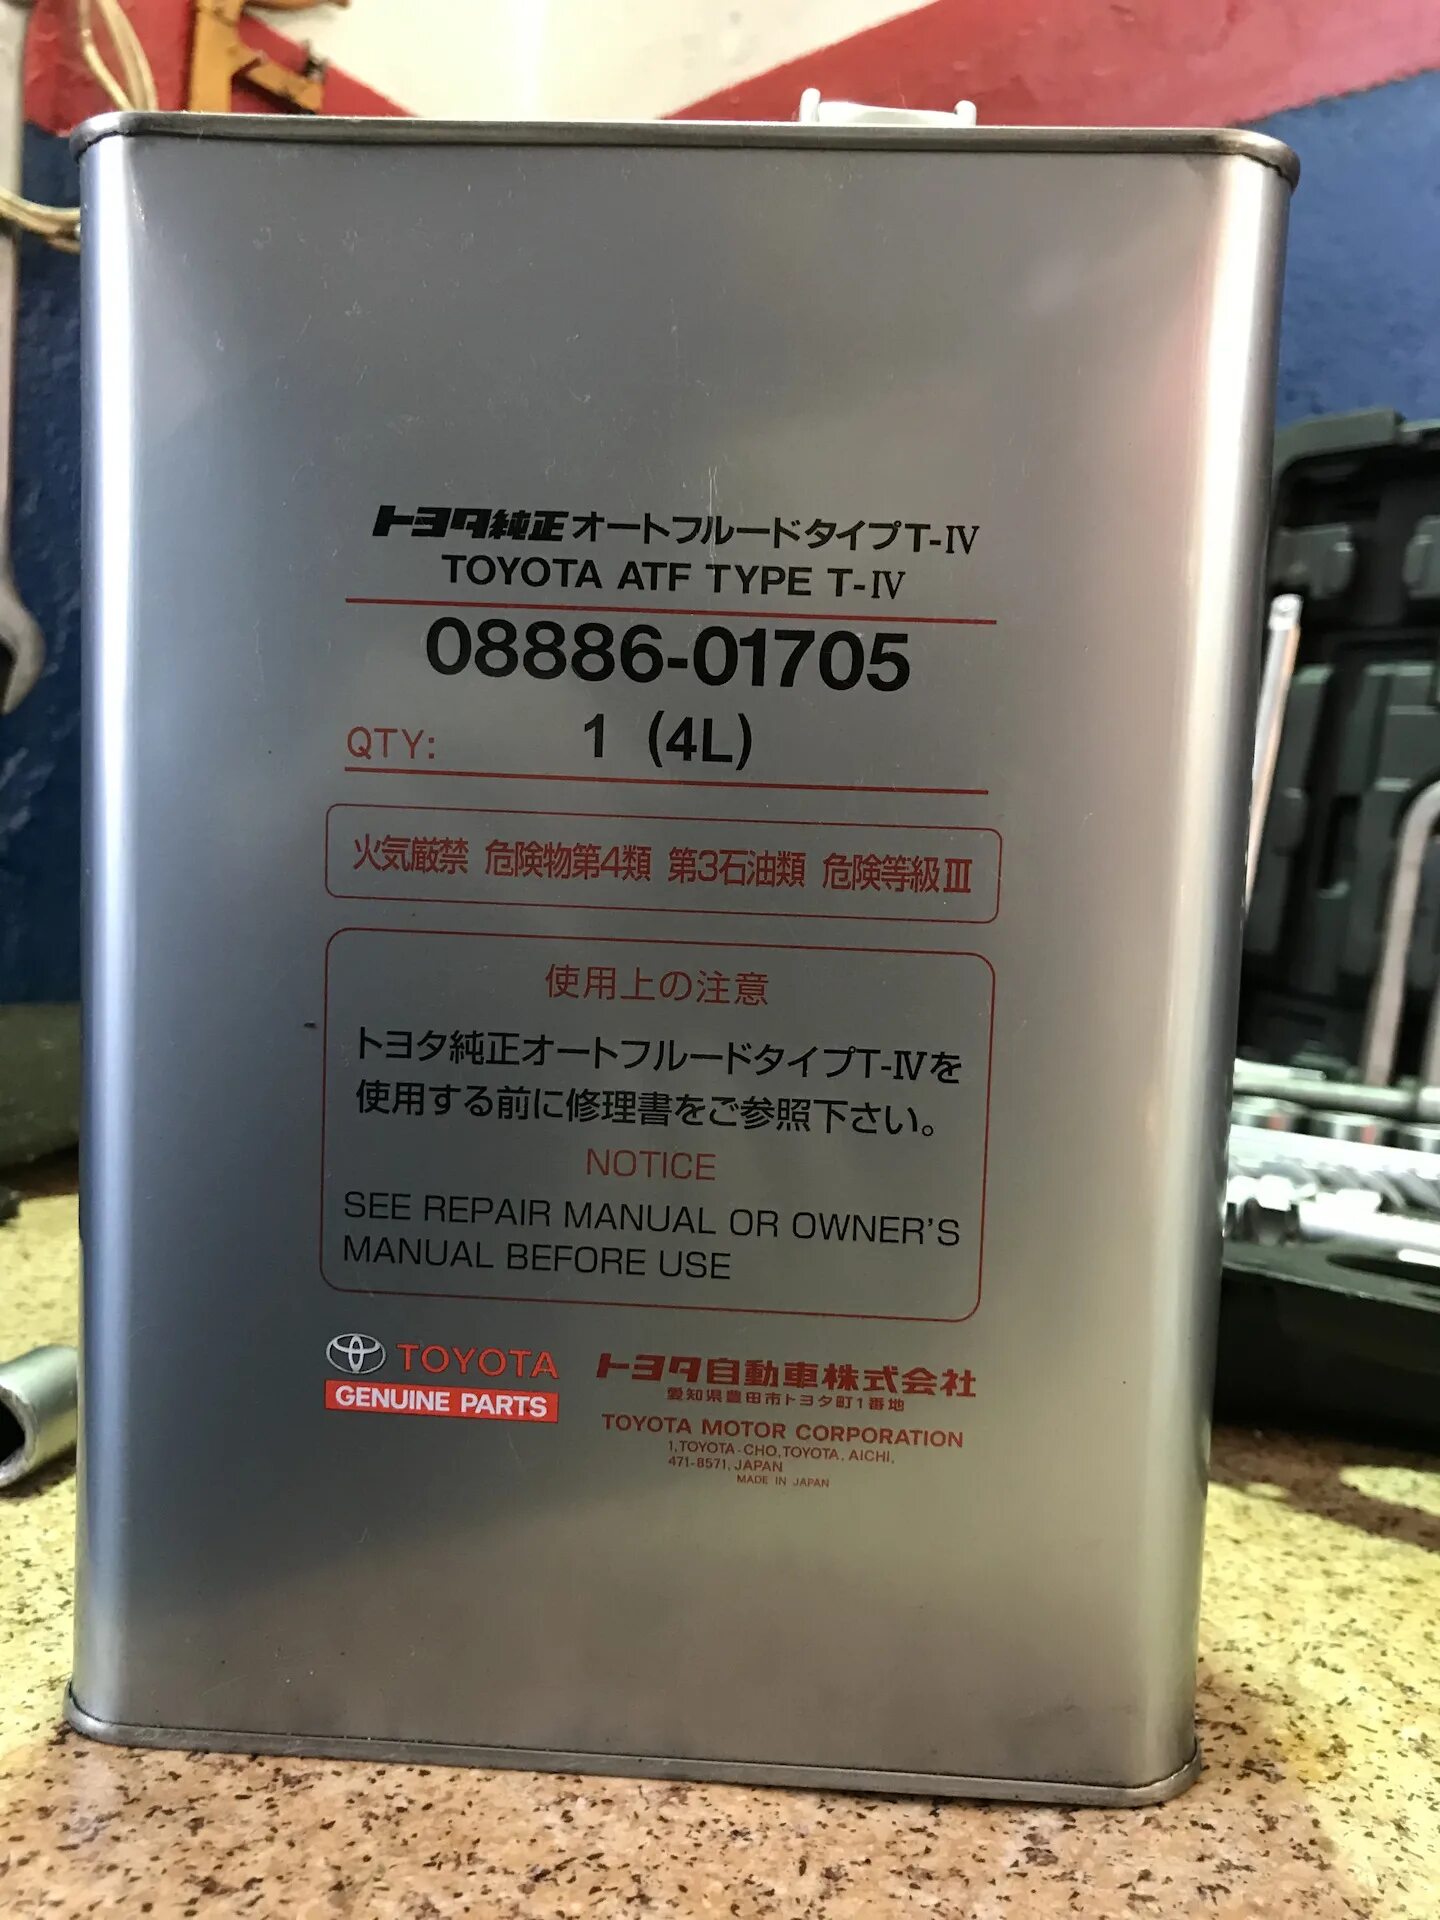 トヨタ純正オートフルードタイプT-Ⅳ
TOYOTA ATF TYPE T-Ⅳ
08886-01705
QTY: 1 (4L)
火気厳禁 危険物第4類 第3石油類 危険等級Ⅲ
使用上の注意
トヨタ純正オートフルードタイプT-Ⅳを
使用する前に修理書をご参照下さい。
NOTICE
SEE REPAIR MANUAL OR OWNER'S
MANUAL BEFORE USE
TOYOTA
GENUINE PARTS
トヨタ自動車株式会社
愛知県豊田市トヨタ町1番地
TOYOTA MOTOR CORPORATION
1,TOYOTA-CHO,TOYOTA, AICHI,
471-8571, JAPAN
MADE IN JAPAN